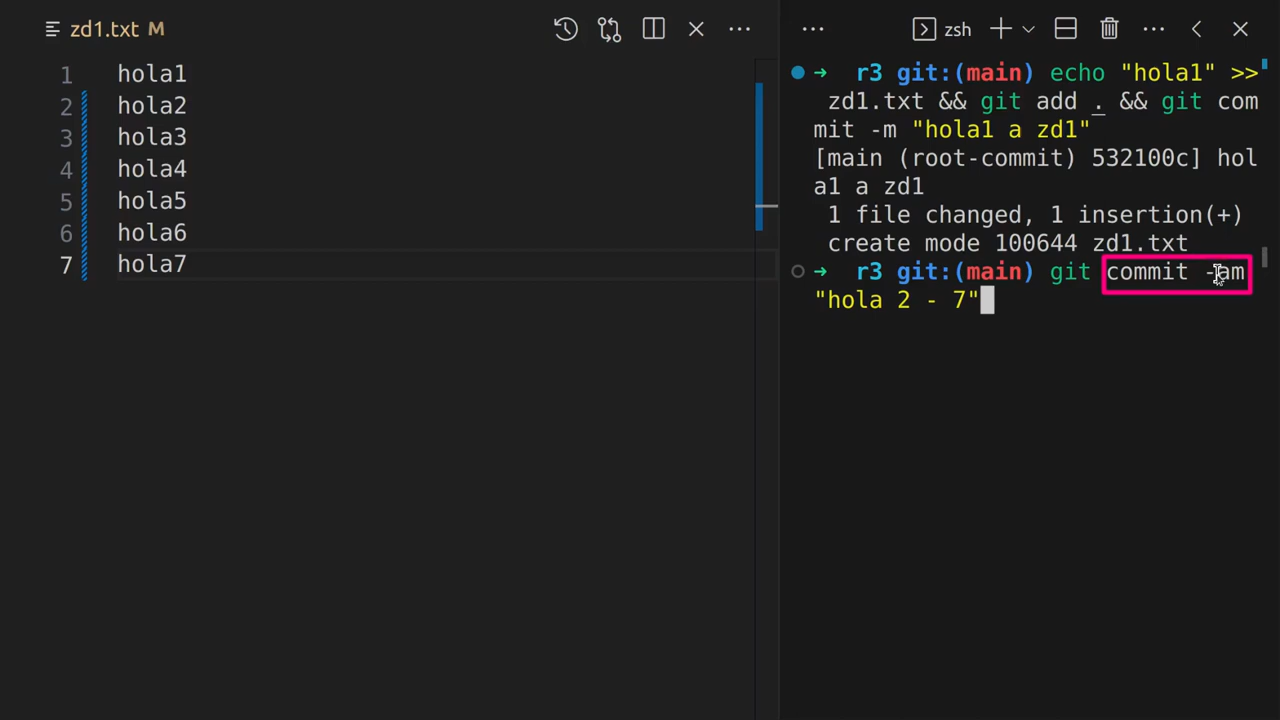 zd1.txt M
1 hola1
2 hola2
3 hola3
4 hola4
5 hola5
6 hola6
7 hola7
zsh
➜ r3 git:(main) echo "hola1" >>
zd1.txt && git add . && git com
mit -m "hola1 a zd1"
[main (root-commit) 532100c] hol
a1 a zd1
1 file changed, 1 insertion(+)
create mode 100644 zd1.txt
➜ r3 git:(main) git commit -am
"hola 2 - 7"